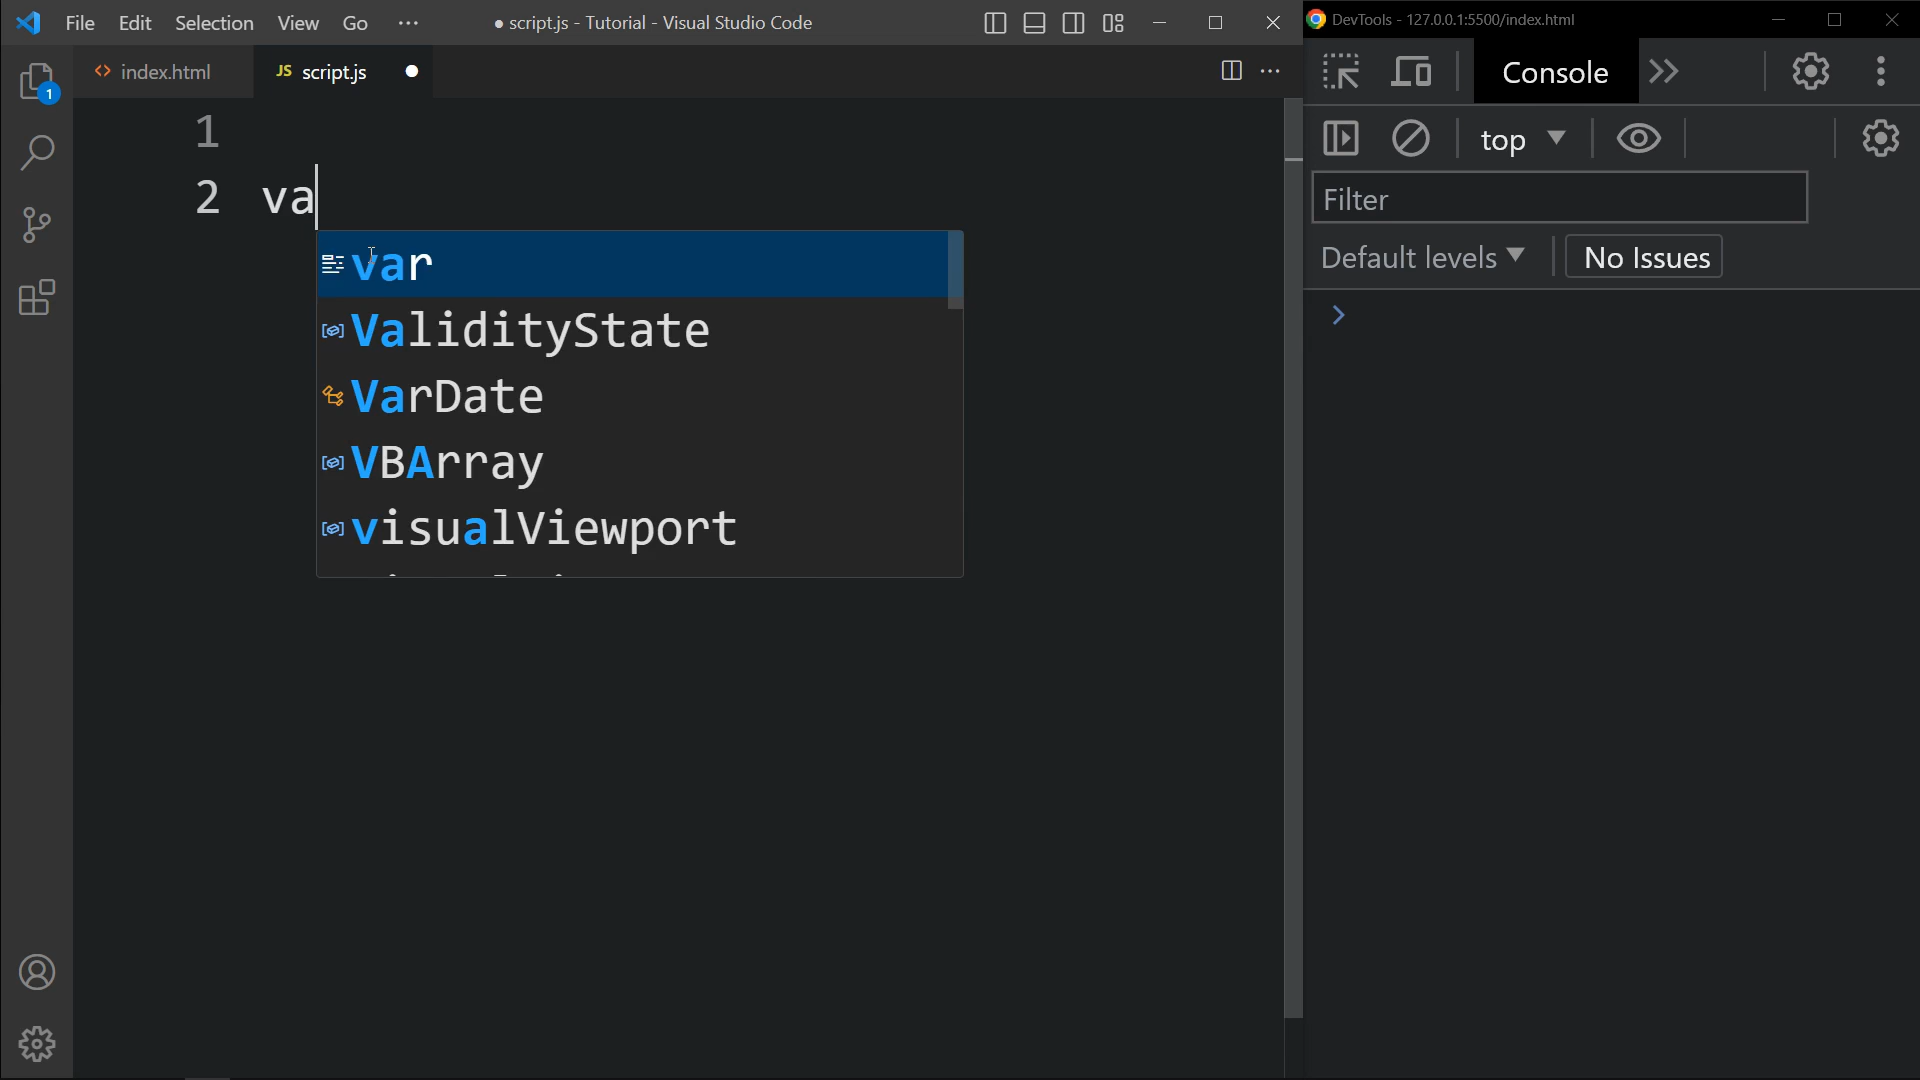 File Edit Selection View Go ··· ● script.js - Tutorial - Visual Studio Code
index.html JS script.js ●
1
1
2 va
var
ValidityState
VarDate
VBArray
visualViewport
DevTools - 127.0.0.1:5500/index.html
Console
top
Filter
Default levels No Issues